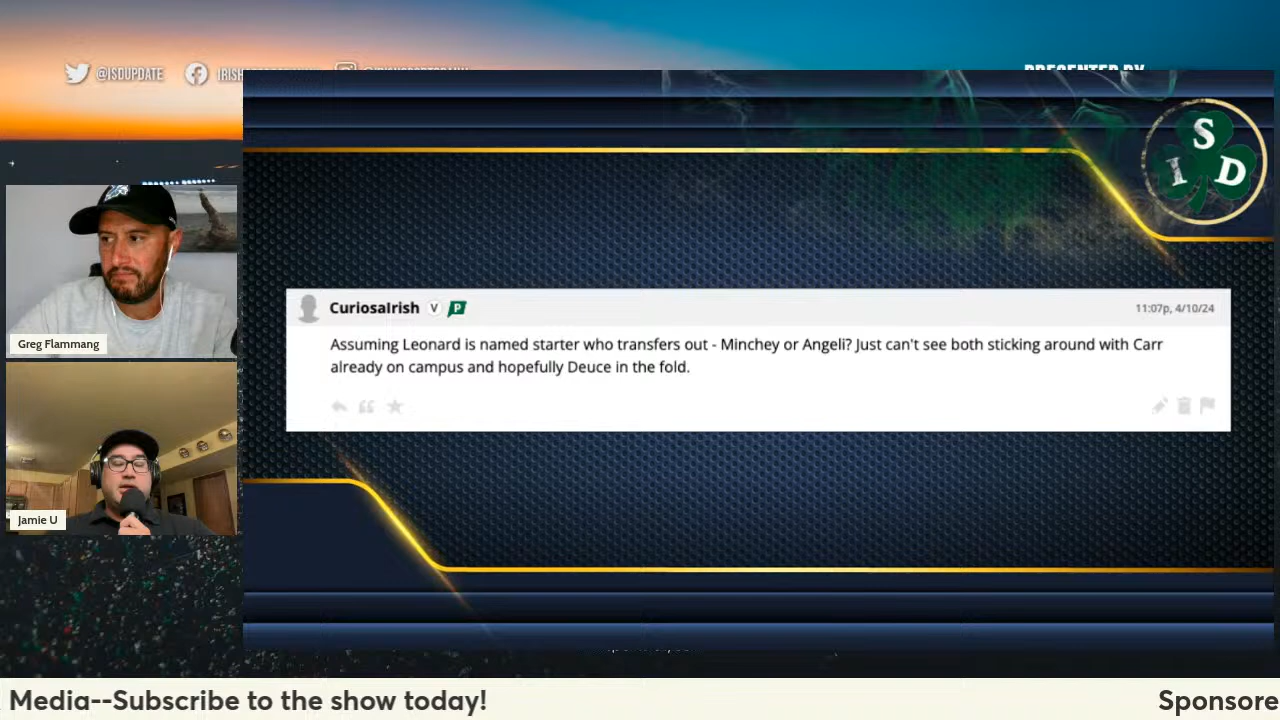 @ISDUPDATE
PRESENTED BY
I S D
Greg Flammang
Jamie U
CuriosaIrish V P
11:07p, 4/10/24
Assuming Leonard is named starter who transfers out - Minchey or Angeli? Just can't see both sticking around with Carr
already on campus and hopefully Deuce in the fold.
Media--Subscribe to the show today!
Sponsore